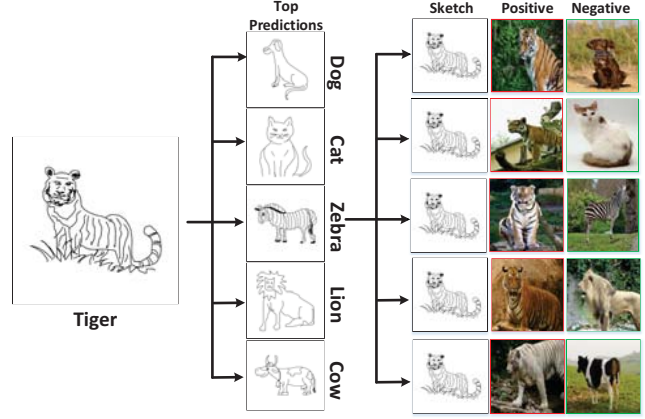 Top
Predictions
Sketch
Positive
Negative
Dog
Cat
Zebra
Lion
Cow
Tiger